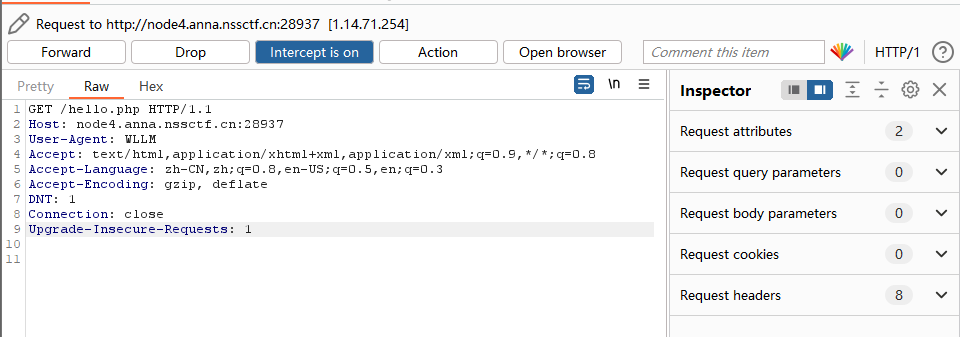 Request to http://node4.anna.nssctf.cn:28937 [1.14.71.254]
Forward Drop Intercept is on Action Open browser Comment this item HTTP/1 ?
Pretty Raw Hex \n
1 GET /hello.php HTTP/1.1
2 Host: node4.anna.nssctf.cn:28937
3 User-Agent: WLLM
4 Accept: text/html,application/xhtml+xml,application/xml;q=0.9,*/*;q=0.8
5 Accept-Language: zh-CN,zh;q=0.8,en-US;q=0.5,en;q=0.3
6 Accept-Encoding: gzip, deflate
7 DNT: 1
8 Connection: close
9 Upgrade-Insecure-Requests: 1
10
11
Inspector
Request attributes 2
Request query parameters 0
Request body parameters 0
Request cookies 0
Request headers 8